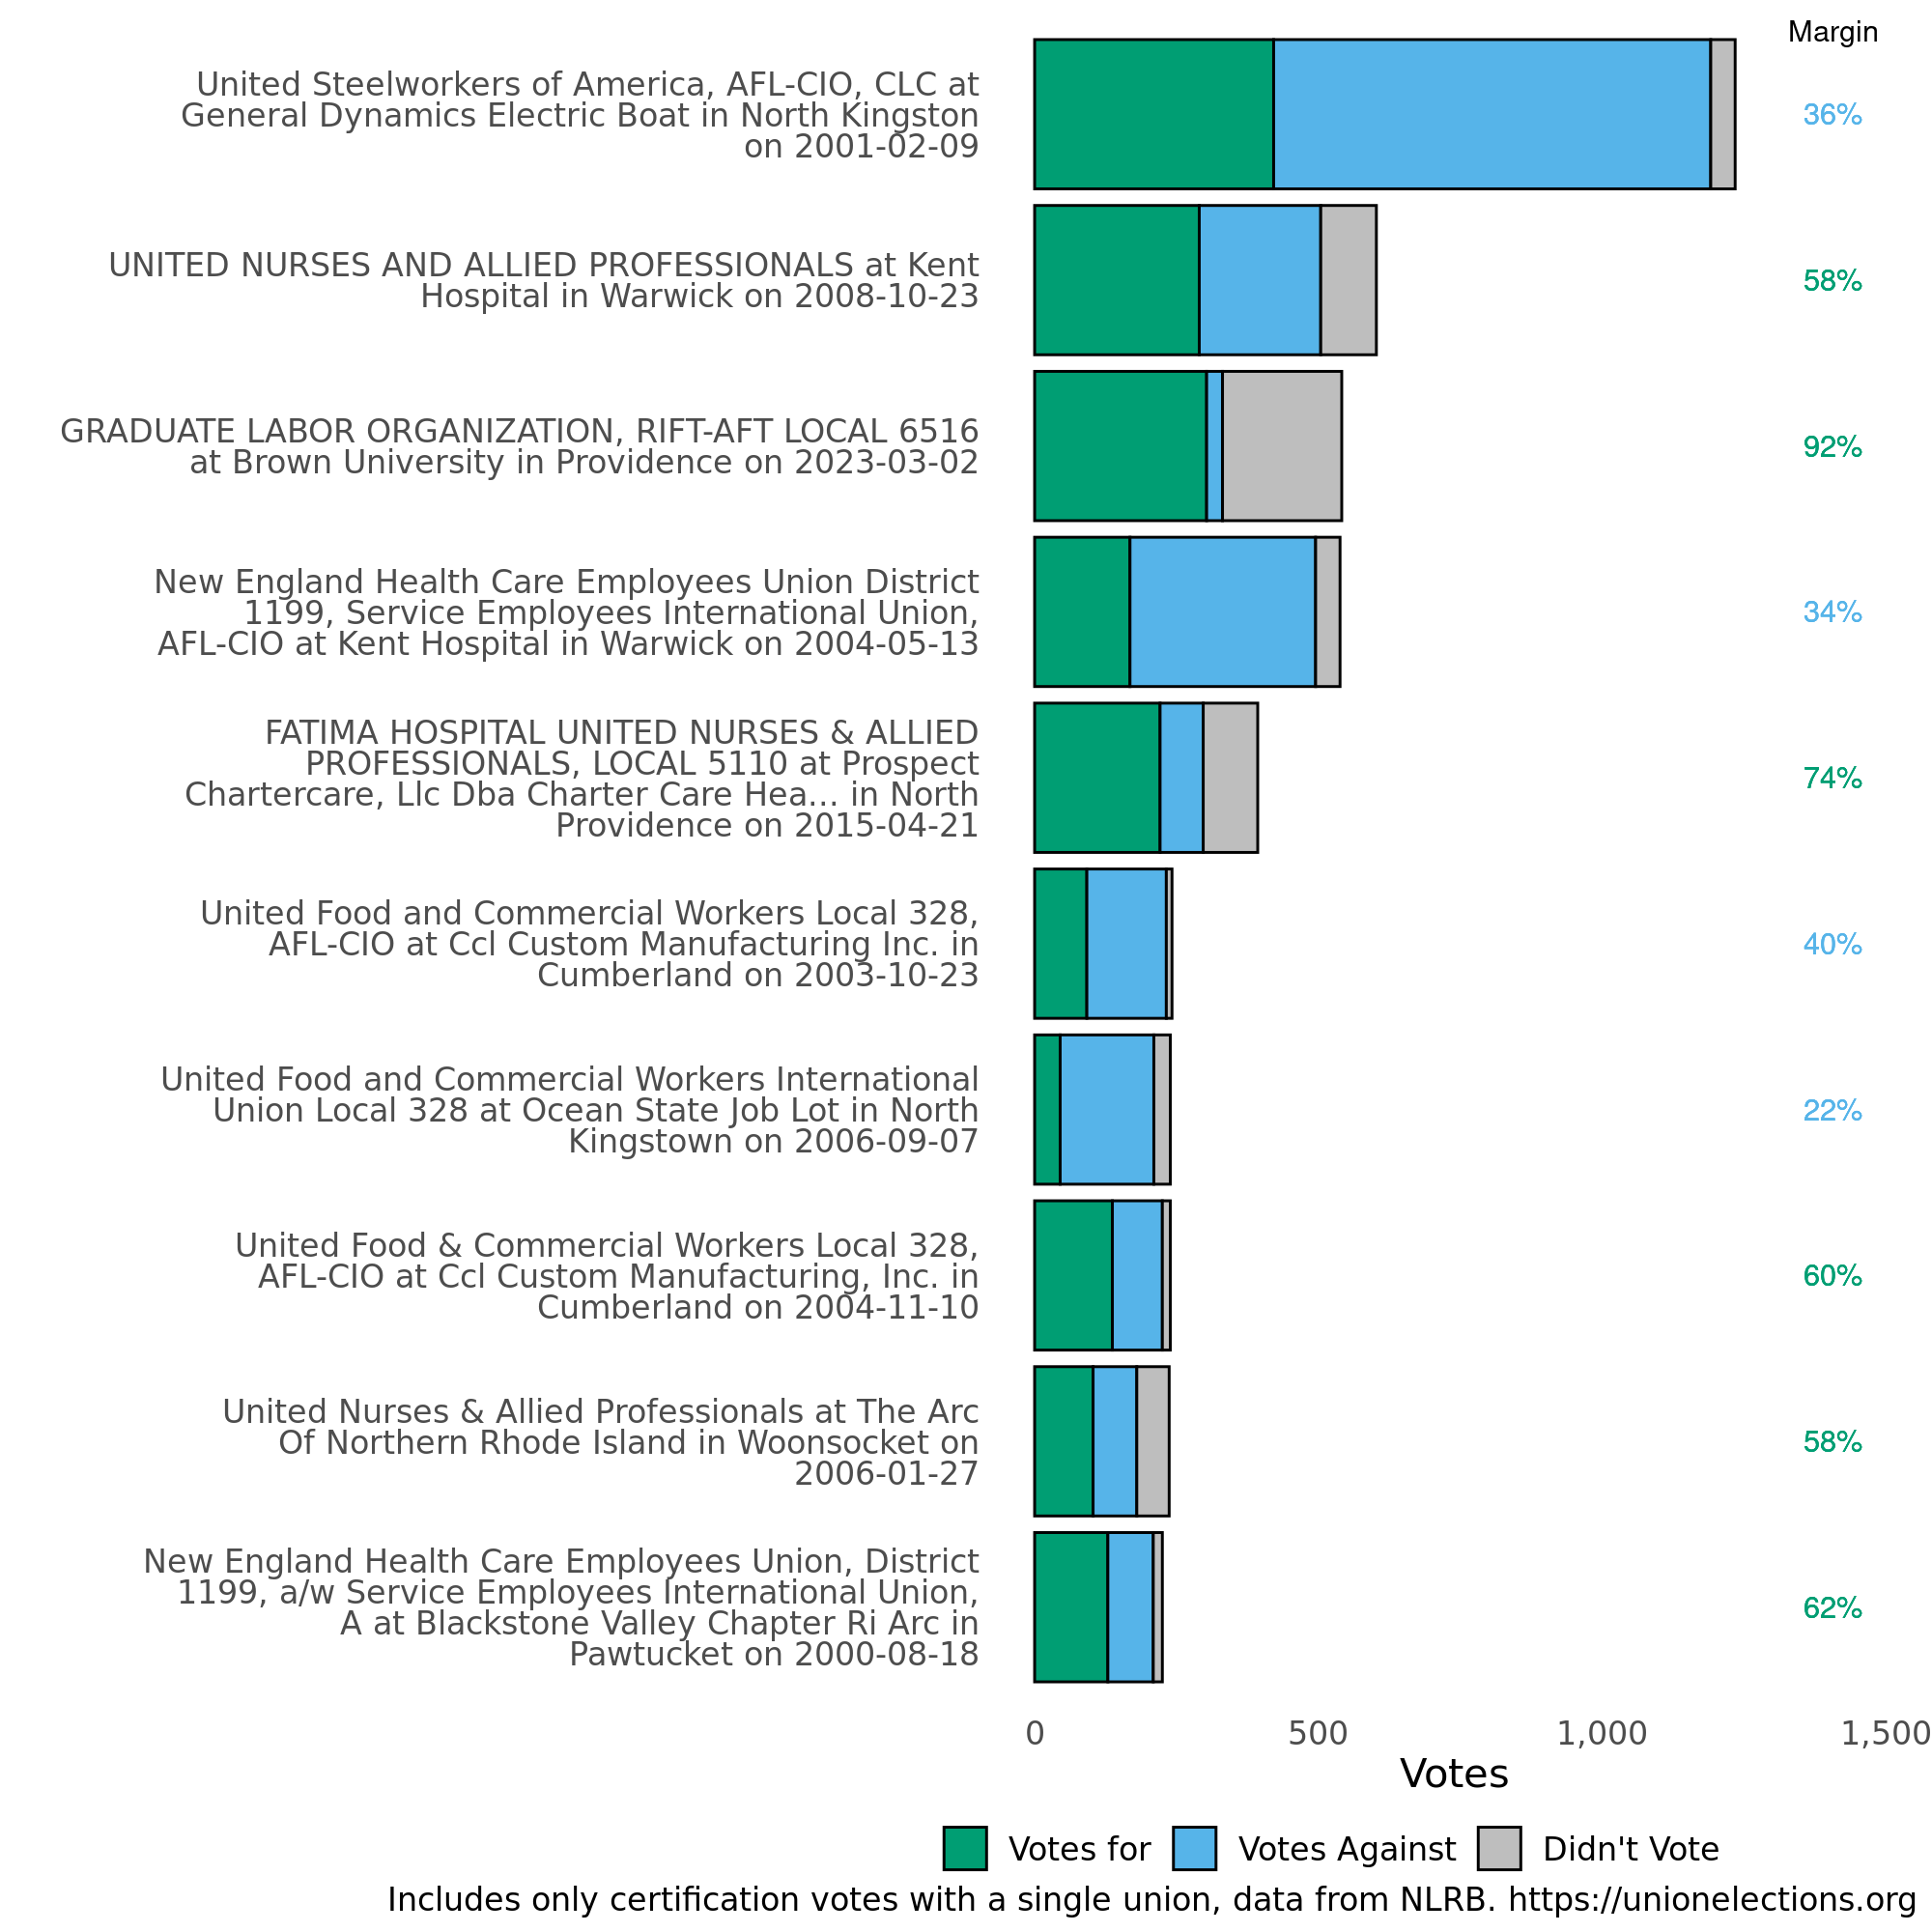 Margin
United Steelworkers of America, AFL-CIO, CLC at
General Dynamics Electric Boat in North Kingston
on 2001-02-09
36%
UNITED NURSES AND ALLIED PROFESSIONALS at Kent
Hospital in Warwick on 2008-10-23
58%
GRADUATE LABOR ORGANIZATION, RIFT-AFT LOCAL 6516
at Brown University in Providence on 2023-03-02
92%
New England Health Care Employees Union District
1199, Service Employees International Union,
AFL-CIO at Kent Hospital in Warwick on 2004-05-13
34%
FATIMA HOSPITAL UNITED NURSES & ALLIED
PROFESSIONALS, LOCAL 5110 at Prospect
Chartercare, Llc Dba Charter Care Hea... in North
Providence on 2015-04-21
74%
United Food and Commercial Workers Local 328,
AFL-CIO at Ccl Custom Manufacturing Inc. in
Cumberland on 2003-10-23
40%
United Food and Commercial Workers International
Union Local 328 at Ocean State Job Lot in North
Kingstown on 2006-09-07
22%
United Food & Commercial Workers Local 328,
AFL-CIO at Ccl Custom Manufacturing, Inc. in
Cumberland on 2004-11-10
60%
United Nurses & Allied Professionals at The Arc
Of Northern Rhode Island in Woonsocket on
2006-01-27
58%
New England Health Care Employees Union, District
1199, a/w Service Employees International Union,
A at Blackstone Valley Chapter Ri Arc in
Pawtucket on 2000-08-18
62%
0 500 1,000 1,500
Votes
Votes for Votes Against Didn't Vote
Includes only certification votes with a single union, data from NLRB. https://unionelections.org